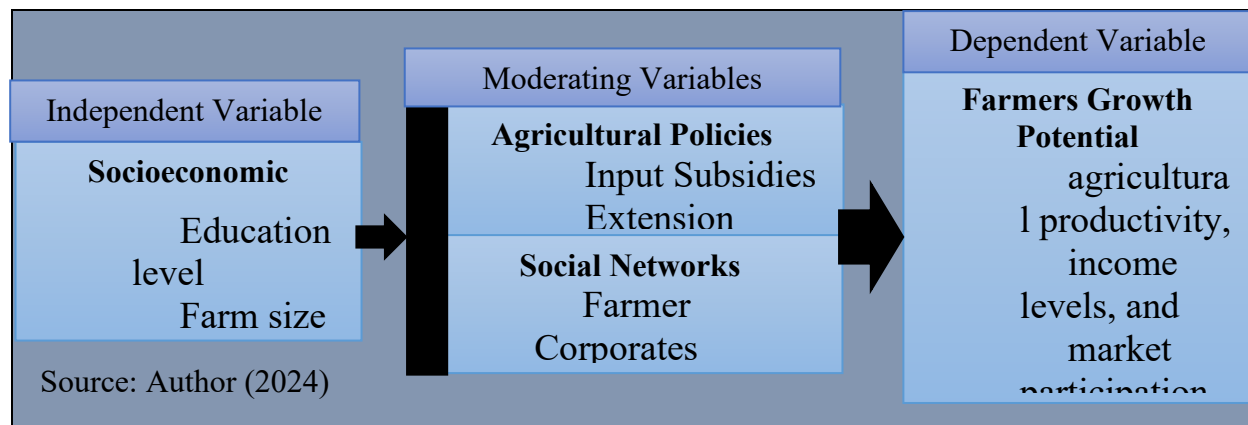 Independent Variable
Socioeconomic
Education
level
Farm size
Moderating Variables
Agricultural Policies
Input Subsidies
Extension
Social Networks
Farmer
Corporates
Dependent Variable
Farmers Growth
Potential
agricultura
l productivity,
income
levels, and
market
participation
Source: Author (2024)